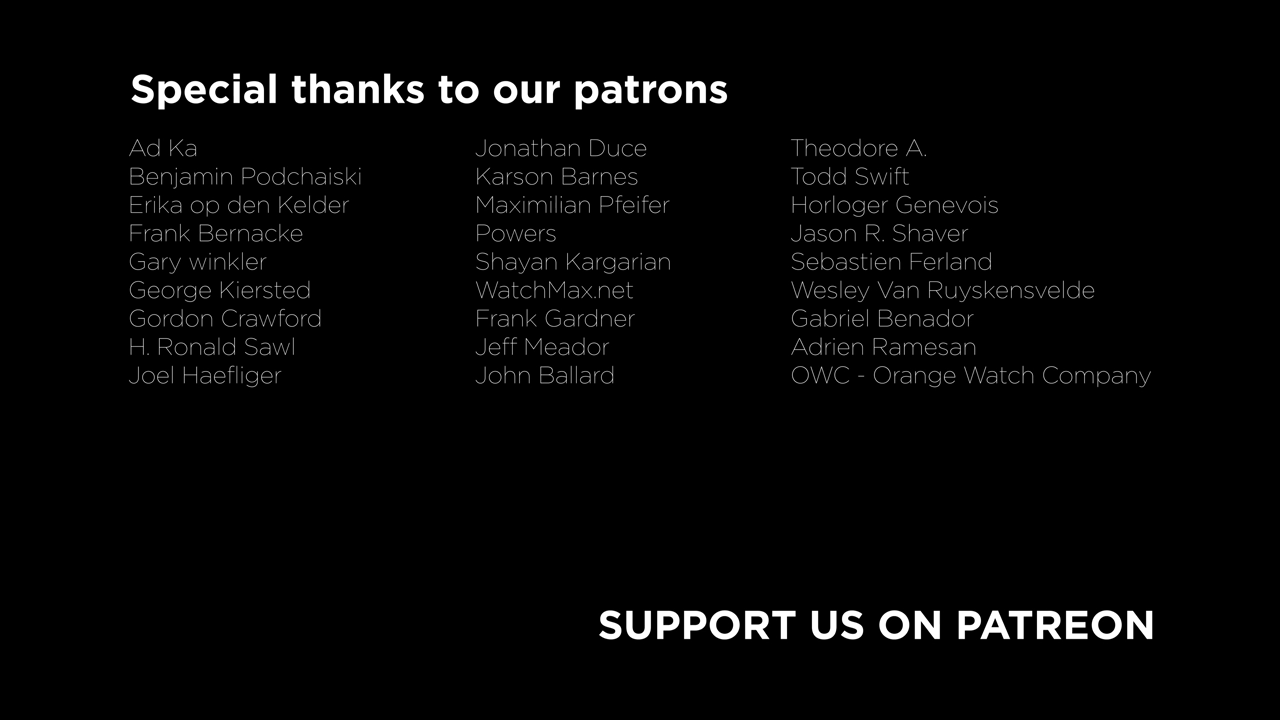 Special thanks to our patrons
Ad Ka
Benjamin Podchaiski
Erika op den Kelder
Frank Bernacke
Gary winkler
George Kiersted
Gordon Crawford
H. Ronald Sawl
Joel Haefliger
Jonathan Duce
Karson Barnes
Maximilian Pfeifer
Powers
Shayan Kargarian
WatchMax.net
Frank Gardner
Jeff Meador
John Ballard
Theodore A.
Todd Swift
Horloger Genevois
Jason R. Shaver
Sebastien Ferland
Wesley Van Ruyskensvelde
Gabriel Benador
Adrien Ramesan
OWC - Orange Watch Company
SUPPORT US ON PATREON